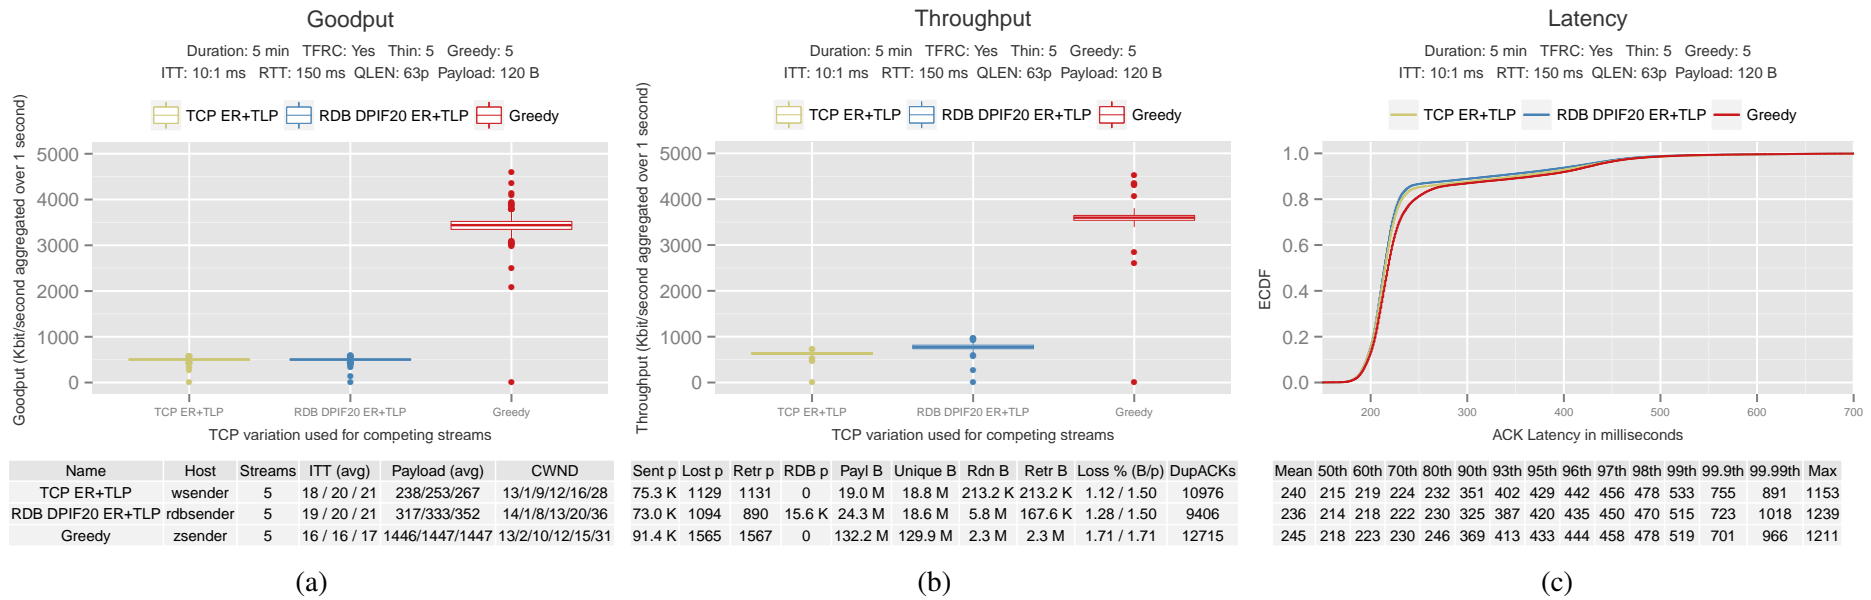 Goodput
Duration: 5 min TFRC: Yes Thin: 5 Greedy: 5
ITT: 10:1 ms RTT: 150 ms QLEN: 63p Payload: 120 B
TCP ER+TLP RDB DPIF20 ER+TLP Greedy
Goodput (Kbit/second aggregated over 1 second)
5000
4000
3000
2000
1000
0
TCP ER+TLP RDB DPIF20 ER+TLP Greedy
TCP variation used for competing streams
Name Host Streams ITT (avg) Payload (avg) CWND
TCP ER+TLP wsender 5 18 / 20 / 21 238/253/267 13/1/9/12/16/28
RDB DPIF20 ER+TLP rdbsender 5 19 / 20 / 21 317/333/352 14/1/8/13/20/36
Greedy zsender 5 16 / 16 / 17 1446/1447/1447 13/2/10/12/15/31
(a)
Throughput
Duration: 5 min TFRC: Yes Thin: 5 Greedy: 5
ITT: 10:1 ms RTT: 150 ms QLEN: 63p Payload: 120 B
TCP ER+TLP RDB DPIF20 ER+TLP Greedy
Throughput (Kbit/second aggregated over 1 second)
5000
4000
3000
2000
1000
0
TCP ER+TLP RDB DPIF20 ER+TLP Greedy
TCP variation used for competing streams
Sent p Lost p Retr p RDB p Payl B Unique B Rdn B Retr B Loss % (B/p) DupACKs
75.3 K 1129 1131 0 19.0 M 18.8 M 213.2 K 213.2 K 1.12 / 1.50 10976
73.0 K 1094 890 15.6 K 24.3 M 18.6 M 5.8 M 167.6 K 1.28 / 1.50 9406
91.4 K 1565 1567 0 132.2 M 129.9 M 2.3 M 2.3 M 1.71 / 1.71 12715
(b)
Latency
Duration: 5 min TFRC: Yes Thin: 5 Greedy: 5
ITT: 10:1 ms RTT: 150 ms QLEN: 63p Payload: 120 B
TCP ER+TLP RDB DPIF20 ER+TLP Greedy
ECDF
1.0
0.8
0.6
0.4
0.2
0.0
200 300 400 500 600 700
ACK Latency in milliseconds
Mean 50th 60th 70th 80th 90th 93th 95th 96th 97th 98th 99th 99.9th 99.99th Max
240 215 219 224 232 351 402 429 442 456 478 533 755 891 1153
236 214 218 222 230 325 387 420 435 450 470 515 723 1018 1239
245 218 223 230 246 369 413 433 444 458 478 519 701 966 1211
(c)